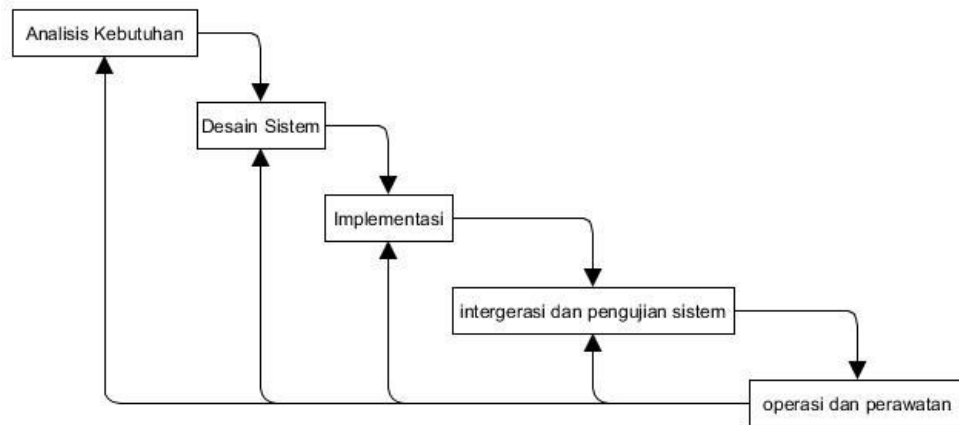 Analisis Kebutuhan
Desain Sistem
Implementasi
intergerasi dan pengujian sistem
operasi dan perawatan